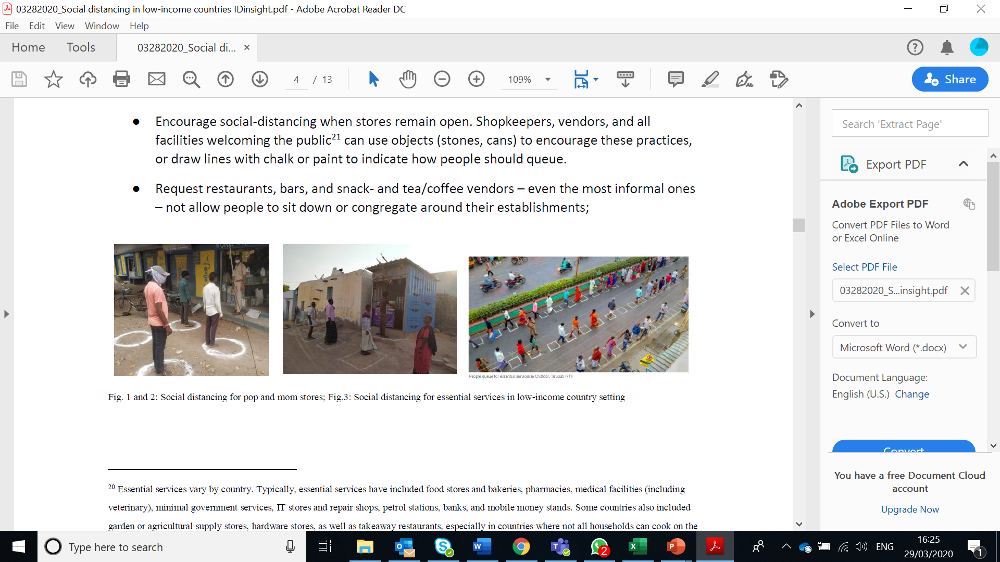 03282020_Social distancing in low-income countries IDinsight.pdf - Adobe Acrobat Reader DC
File Edit View Window Help
Home Tools 03282020_Social di... ×
4 / 13 109% Share
● Encourage social-distancing when stores remain open. Shopkeepers, vendors, and all
facilities welcoming the public21 can use objects (stones, cans) to encourage these practices,
or draw lines with chalk or paint to indicate how people should queue.
● Request restaurants, bars, and snack- and tea/coffee vendors – even the most informal ones
– not allow people to sit down or congregate around their establishments;
People queue for essential services in Chittoor, Tirupati (PTI)
Fig. 1 and 2: Social distancing for pop and mom stores; Fig.3: Social distancing for essential services in low-income country setting
20 Essential services vary by country. Typically, essential services have included food stores and bakeries, pharmacies, medical facilities (including
veterinary), minimal government services, IT stores and repair shops, petrol stations, banks, and mobile money stands. Some countries also included
garden or agricultural supply stores, hardware stores, as well as takeaway restaurants, especially in countries where not all households can cook on the
Search 'Extract Page'
Export PDF
Adobe Export PDF
Convert PDF Files to Word
or Excel Online
Select PDF File
03282020_S...insight.pdf
Convert to
Microsoft Word (*.docx)
Document Language:
English (U.S.) Change
Convert
You have a free Document Cloud
account
Upgrade Now
Type here to search
2
ENG
16:25
29/03/2020
1